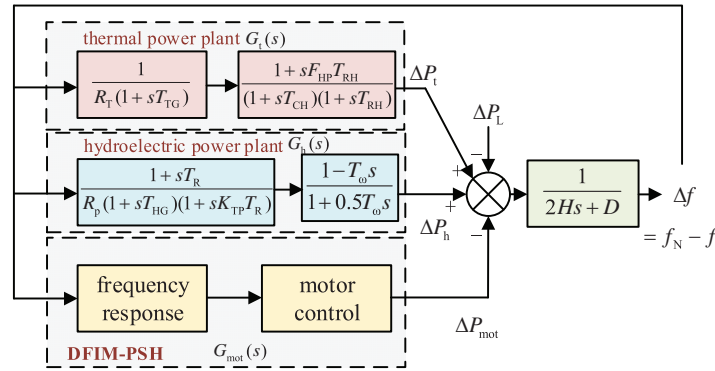 thermal power plant G_t(s)
1
R_T(1+sT_TG)
1+sF_HP T_RH
(1+sT_CH)(1+sT_RH)
ΔP_t
ΔP_L
−
+
hydroelectric power plant G_h(s)
1+sT_R
R_p(1+sT_HG)(1+sK_TP T_R)
1−T_ω s
1+0.5T_ω s
+
ΔP_h
−
1
2Hs+D
Δf
= f_N − f
frequency
response
motor
control
ΔP_mot
DFIM-PSH
G_mot(s)